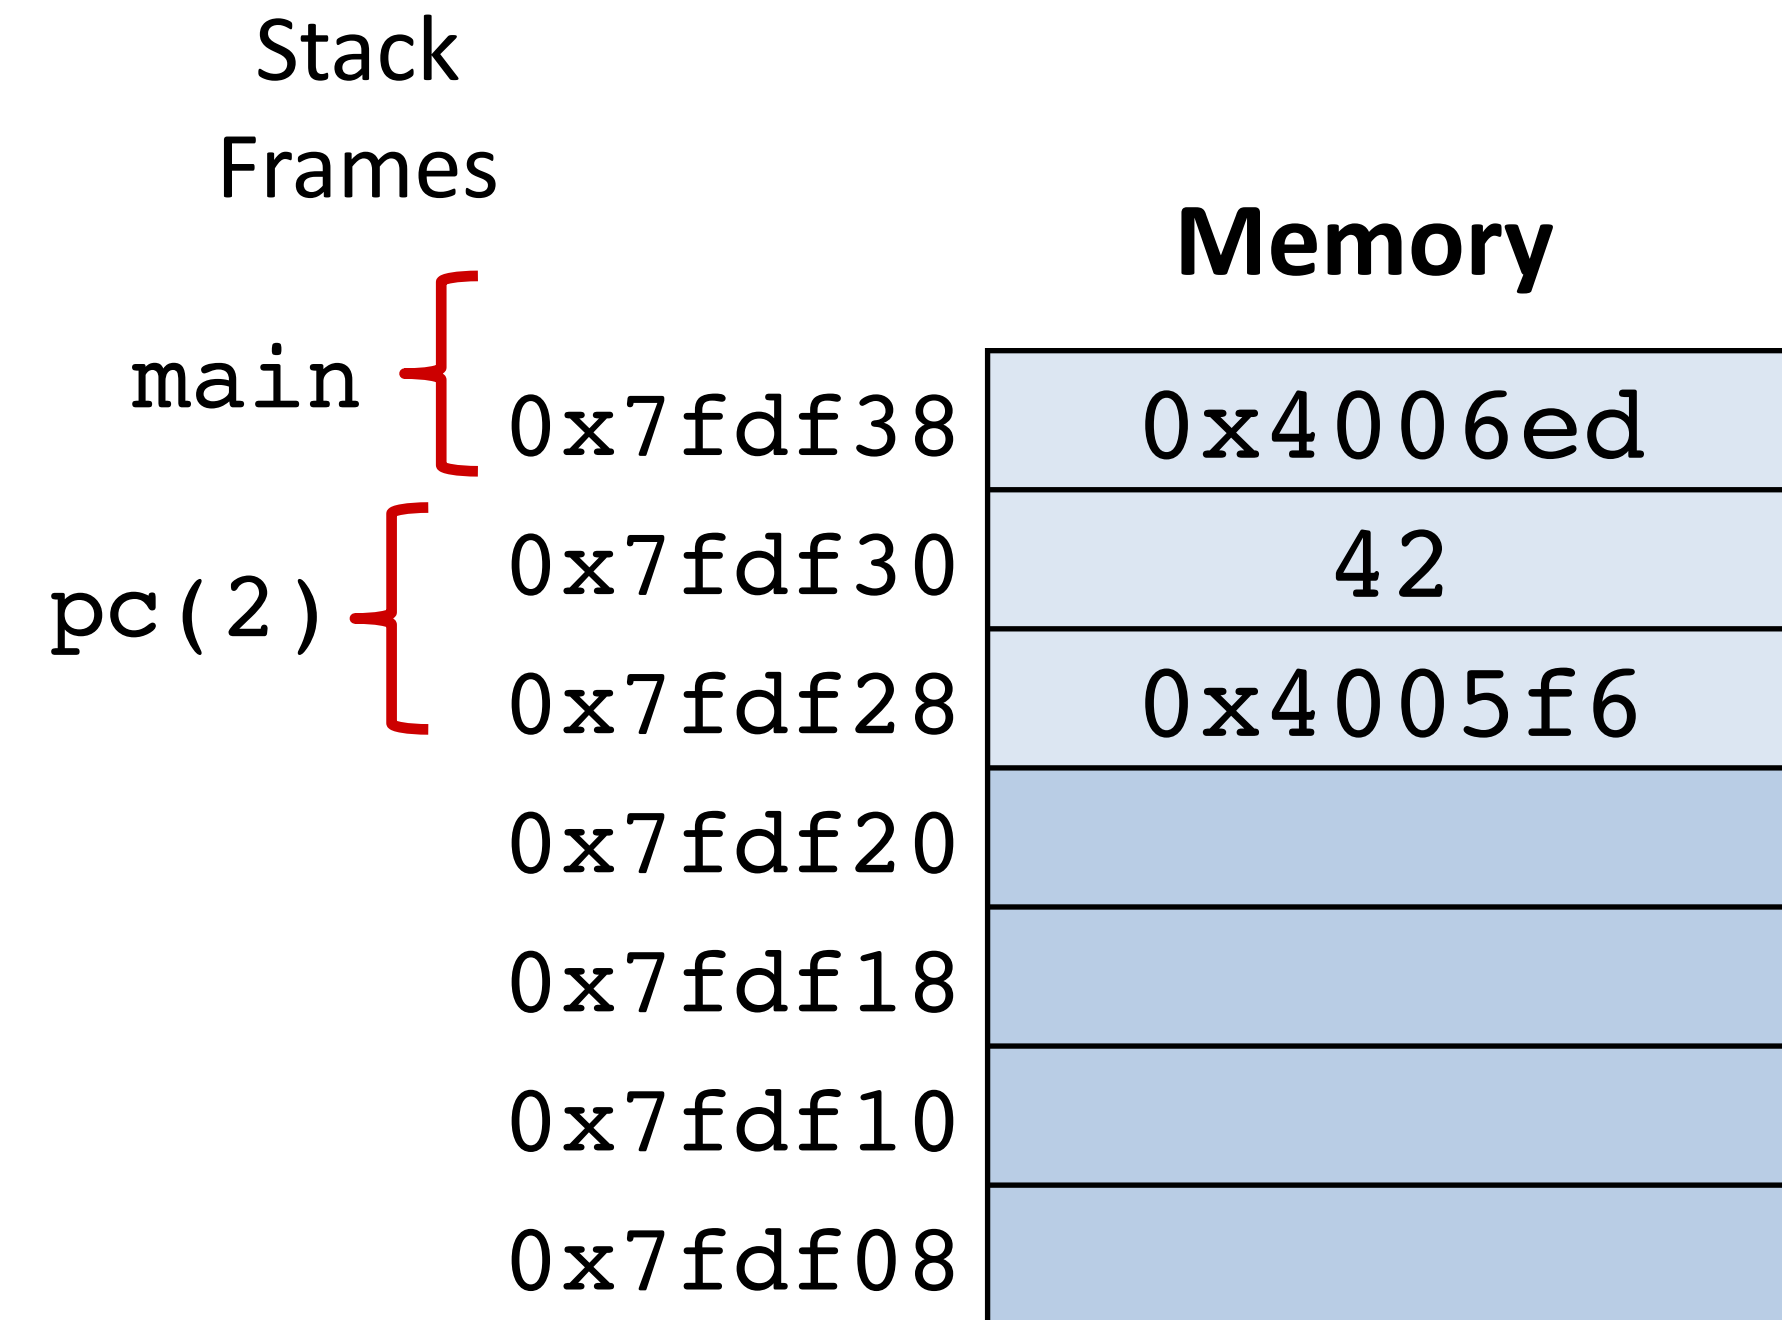 Stack
Frames
Memory
main
0x7fdf38 0x4006ed
0x7fdf30 42
pc(2)
0x7fdf28 0x4005f6
0x7fdf20
0x7fdf18
0x7fdf10
0x7fdf08